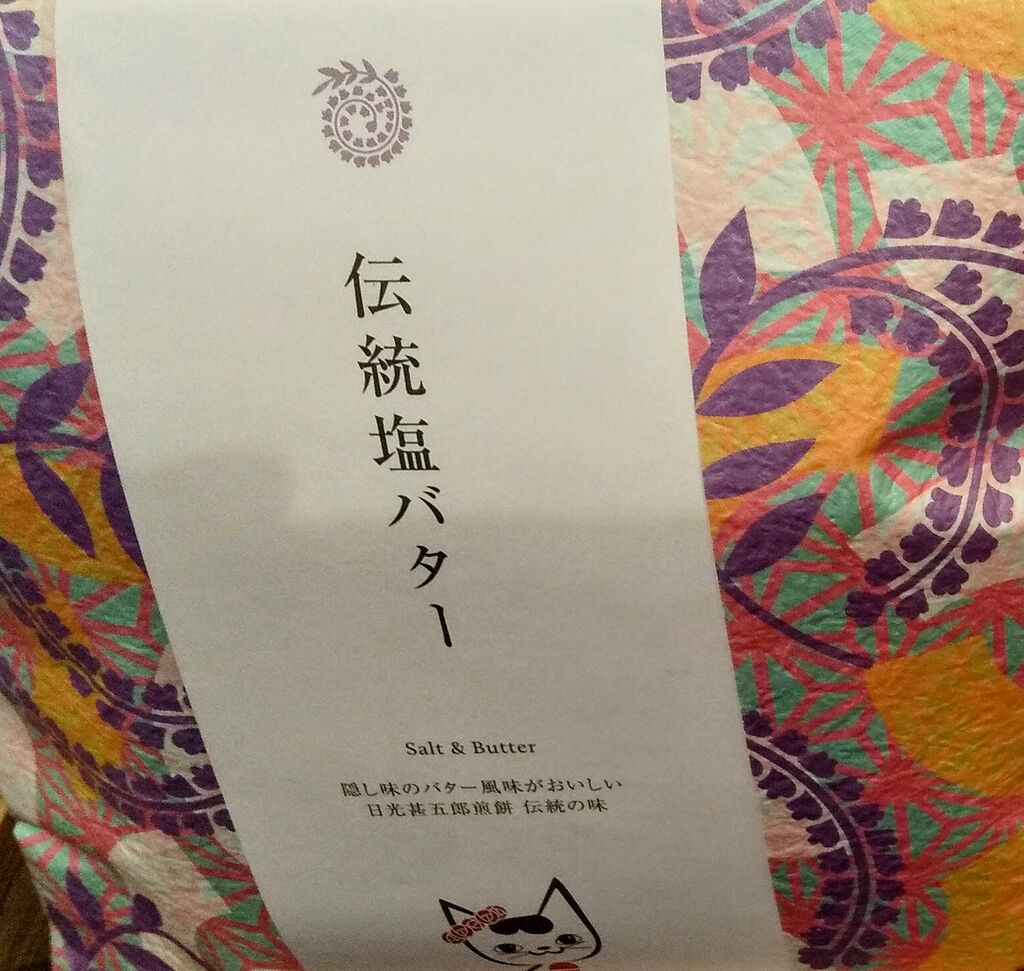 伝統塩バター
Salt & Butter
隠し味のバター風味がおいしい
日光甚五郎煎餅 伝統の味